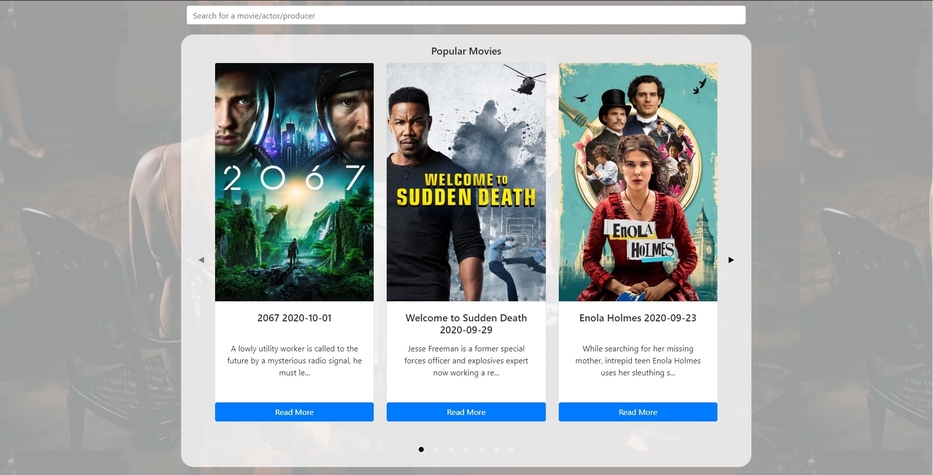 Search for a movie/actor/producer
Popular Movies
2067
WELCOME TO
SUDDEN DEATH
ENOLA
HOLMES
2067 2020-10-01
A lowly utility worker is called to the
future by a mysterious radio signal, he
must le...
Read More
Welcome to Sudden Death
2020-09-29
Jesse Freeman is a former special
forces officer and explosives expert
now working a re...
Read More
Enola Holmes 2020-09-23
While searching for her missing
mother, intrepid teen Enola Holmes
uses her sleuthing s...
Read More